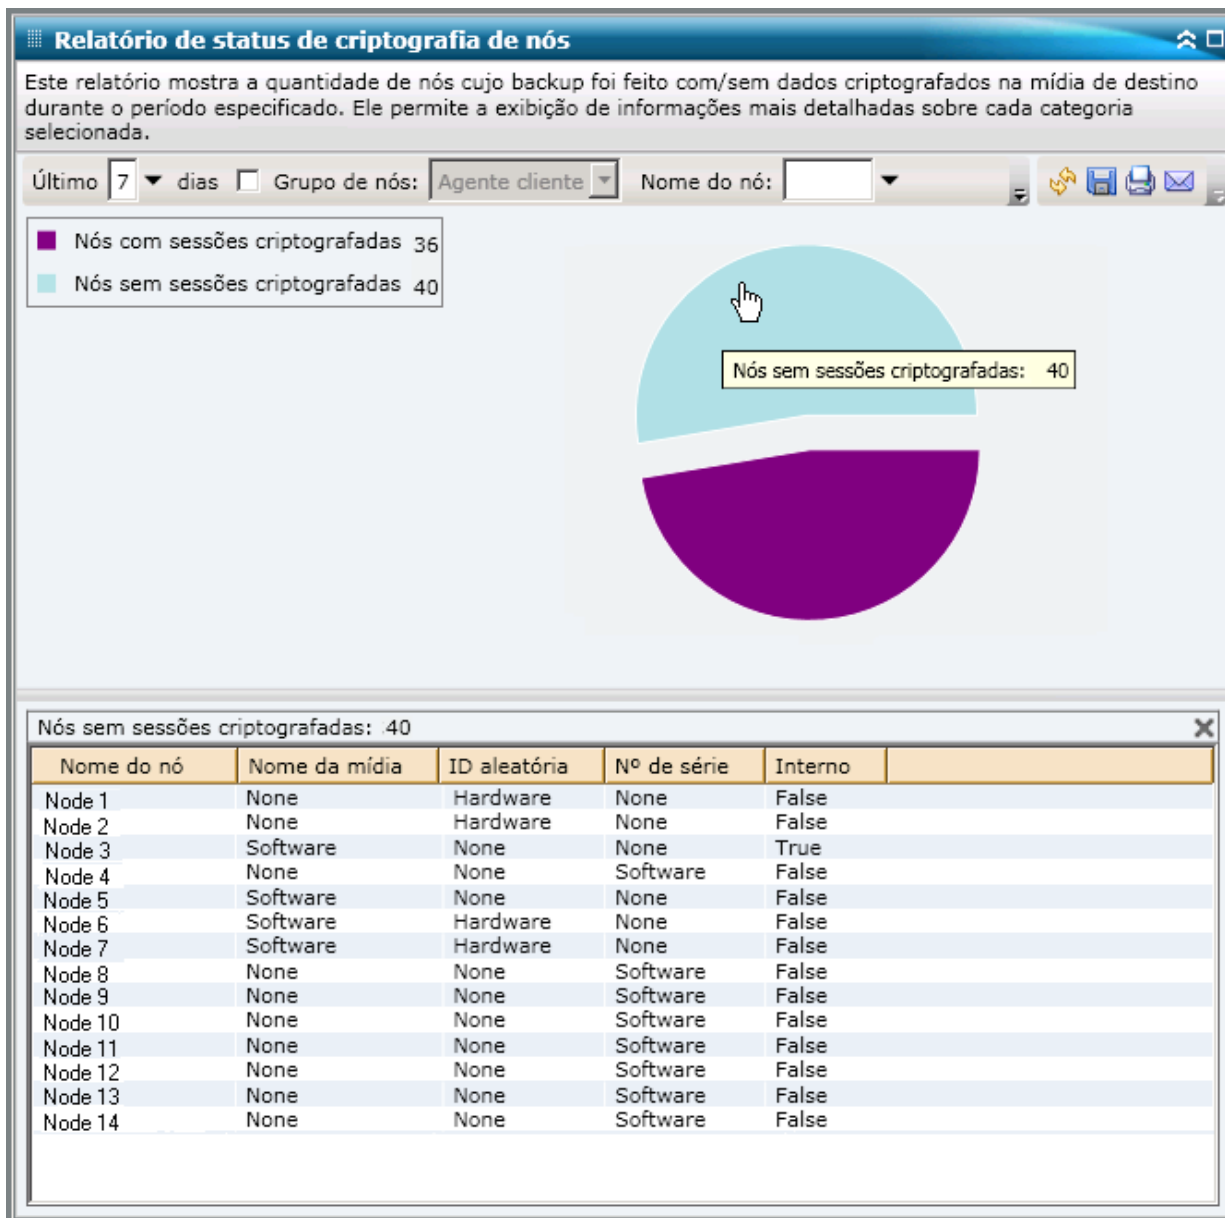 Relatório de status de criptografia de nós
Este relatório mostra a quantidade de nós cujo backup foi feito com/sem dados criptografados na mídia de destino
durante o período especificado. Ele permite a exibição de informações mais detalhadas sobre cada categoria
selecionada.
Último 7 dias Grupo de nós: Agente cliente Nome do nó:
Nós com sessões criptografadas 36
Nós sem sessões criptografadas 40
Nós sem sessões criptografadas: 40
Nós sem sessões criptografadas: 40
Nome do nó Nome da mídia ID aleatória Nº de série Interno
Node 1 None Hardware None False
Node 2 None Hardware None False
Node 3 Software None None True
Node 4 None None Software False
Node 5 Software None None False
Node 6 Software Hardware None False
Node 7 Software Hardware None False
Node 8 None None Software False
Node 9 None None Software False
Node 10 None None Software False
Node 11 None None Software False
Node 12 None None Software False
Node 13 None None Software False
Node 14 None None Software False